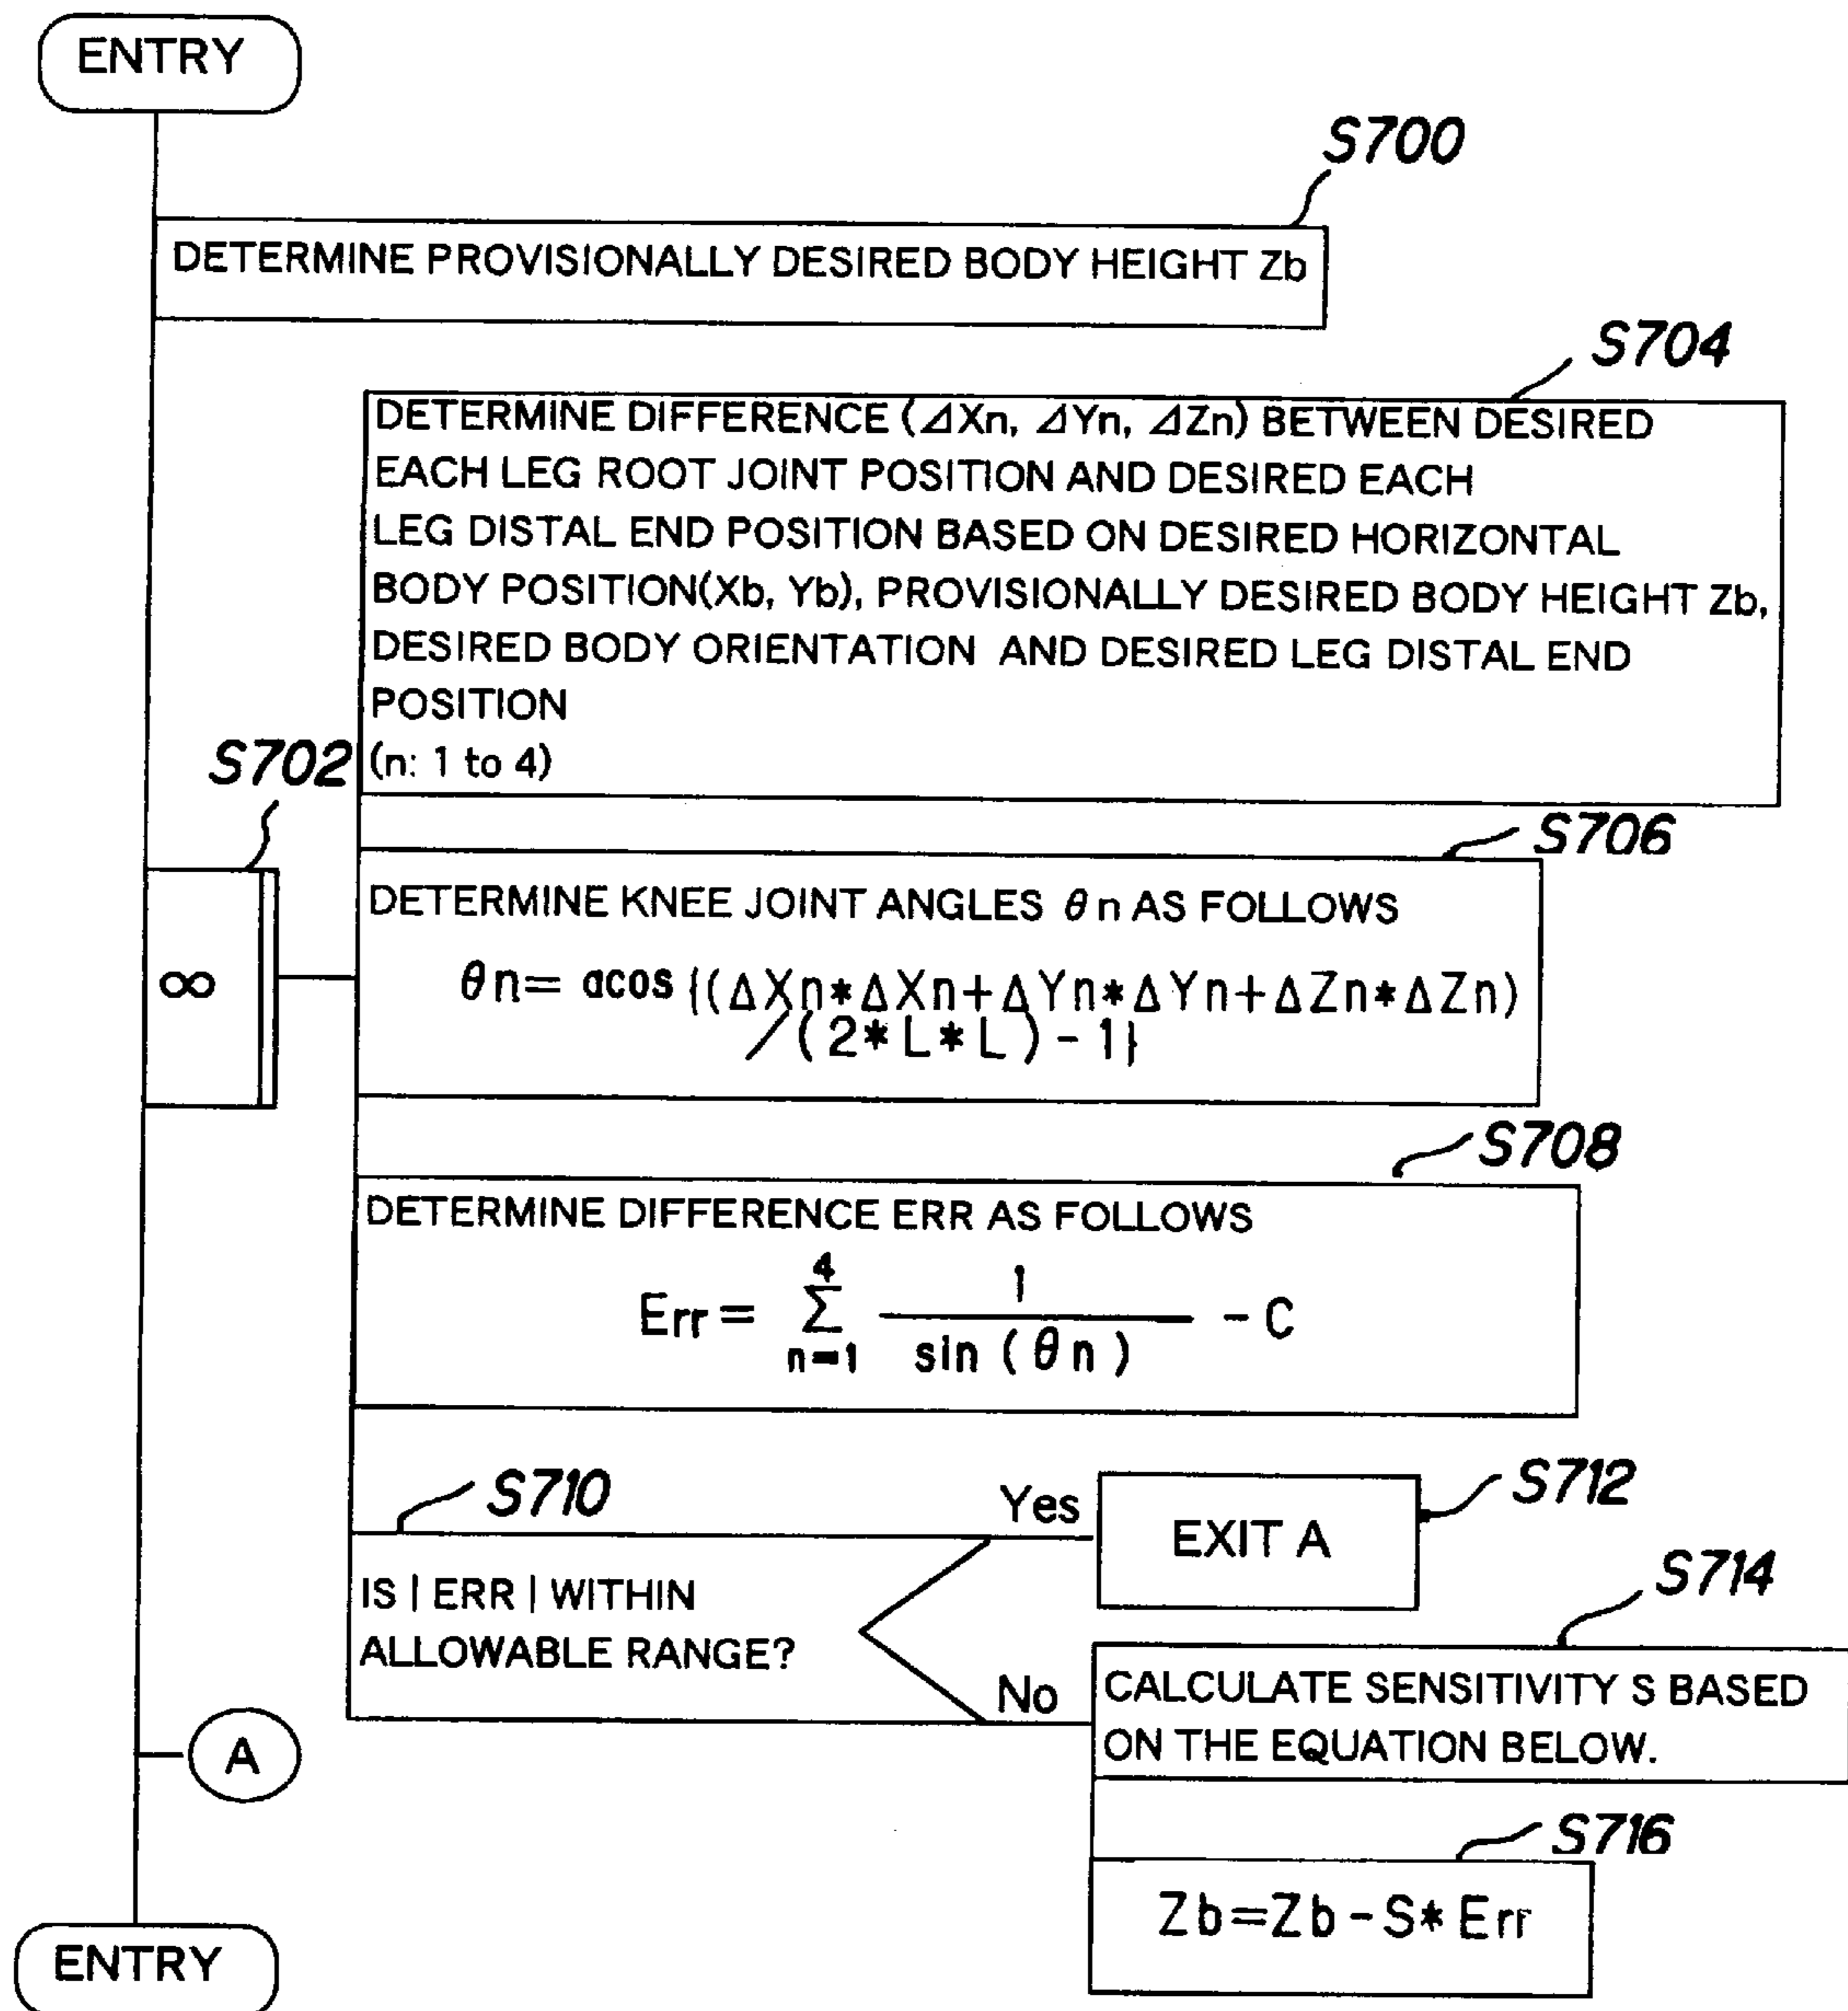 ENTRY
S700
DETERMINE PROVISIONALLY DESIRED BODY HEIGHT Zb
S704
DETERMINE DIFFERENCE (ΔXn, ΔYn, ΔZn) BETWEEN DESIRED
EACH LEG ROOT JOINT POSITION AND DESIRED EACH
LEG DISTAL END POSITION BASED ON DESIRED HORIZONTAL
BODY POSITION(Xb, Yb), PROVISIONALLY DESIRED BODY HEIGHT Zb,
DESIRED BODY ORIENTATION AND DESIRED LEG DISTAL END
POSITION
(n: 1 to 4)
S702
∞
S706
DETERMINE KNEE JOINT ANGLES θn AS FOLLOWS
θn= acos{((ΔXn*ΔXn+ΔYn*ΔYn+ΔZn*ΔZn)
/(2*L*L)-1}
S708
DETERMINE DIFFERENCE ERR AS FOLLOWS
4
1
Err= Σ -C
n=1 sin(θn)
S710
Yes
EXIT A
S712
IS | ERR | WITHIN
ALLOWABLE RANGE?
No
S714
CALCULATE SENSITIVITY S BASED
ON THE EQUATION BELOW.
A
S716
Zb=Zb-S* Err
ENTRY